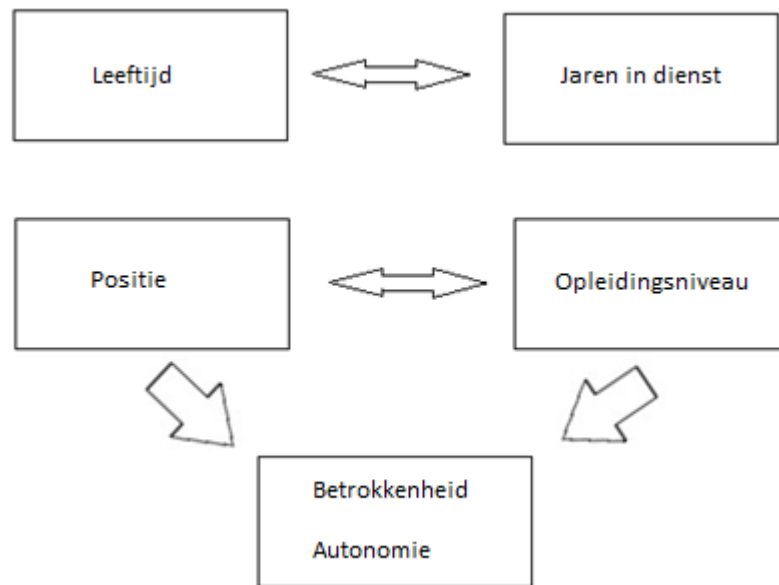 Leeftijd
Jaren in dienst
Positie
Opleidingsniveau
Betrokkenheid
Autonomie